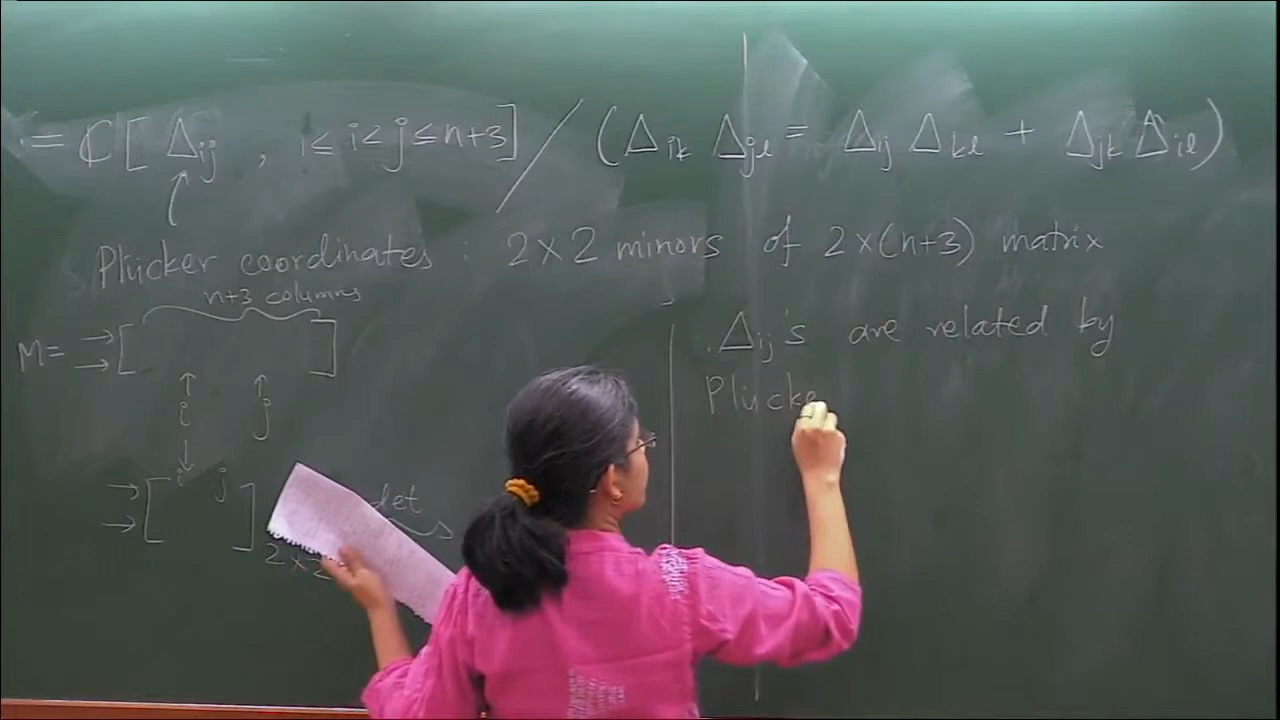 := ℂ[Δij , 1≤ i<j≤n+3] / (Δik Δjl = Δij Δkl + Δjk Δil)
Plücker coordinates : 2×2 minors of 2×(n+3) matrix
n+3 columns
M= → [ ]
→
↑ ↑
i j
↓
→ [ i j ]
→
2×2
det
Δij's are related by
Plücke